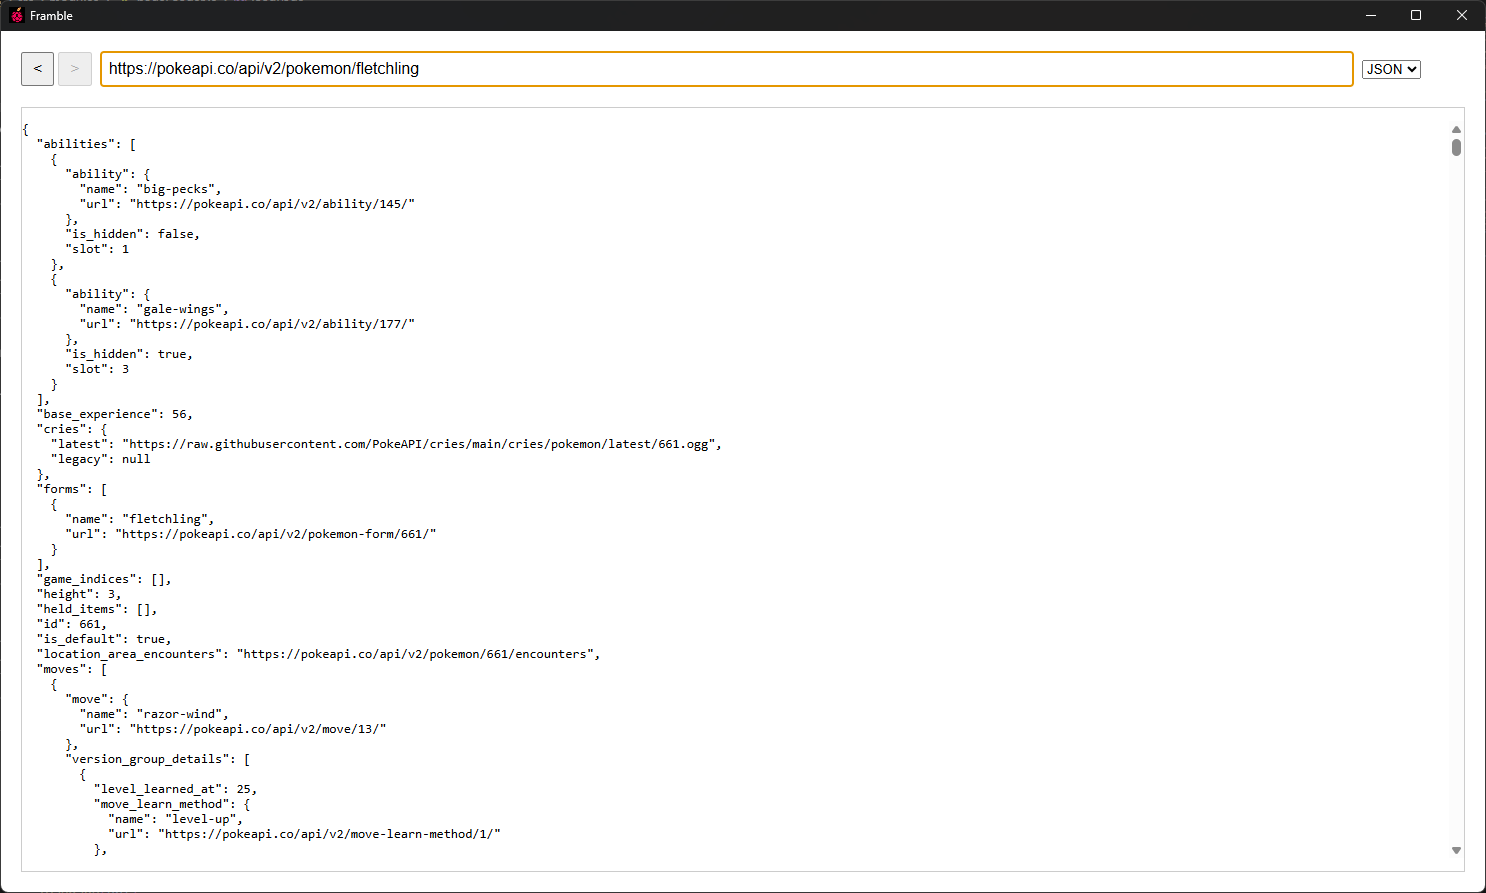 Framble
< > https://pokeapi.co/api/v2/pokemon/fletchling JSON
{
  "abilities": [
    {
      "ability": {
        "name": "big-pecks",
        "url": "https://pokeapi.co/api/v2/ability/145/"
      },
      "is_hidden": false,
      "slot": 1
    },
    {
      "ability": {
        "name": "gale-wings",
        "url": "https://pokeapi.co/api/v2/ability/177/"
      },
      "is_hidden": true,
      "slot": 3
    }
  ],
  "base_experience": 56,
  "cries": {
    "latest": "https://raw.githubusercontent.com/PokeAPI/cries/main/cries/pokemon/latest/661.ogg",
    "legacy": null
  },
  "forms": [
    {
      "name": "fletchling",
      "url": "https://pokeapi.co/api/v2/pokemon-form/661/"
    }
  ],
  "game_indices": [],
  "height": 3,
  "held_items": [],
  "id": 661,
  "is_default": true,
  "location_area_encounters": "https://pokeapi.co/api/v2/pokemon/661/encounters",
  "moves": [
    {
      "move": {
        "name": "razor-wind",
        "url": "https://pokeapi.co/api/v2/move/13/"
      },
      "version_group_details": [
        {
          "level_learned_at": 25,
          "move_learn_method": {
            "name": "level-up",
            "url": "https://pokeapi.co/api/v2/move-learn-method/1/"
          },